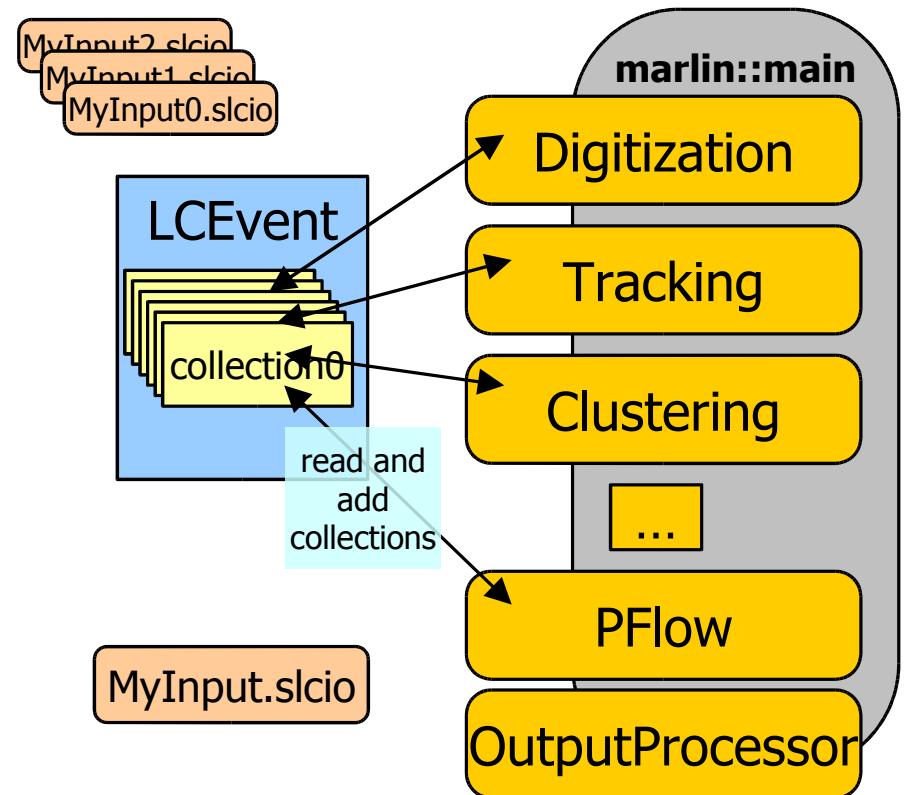 MyInput2.slcio
MyInput1.slcio
MyInput0.slcio
marlin::main
Digitization
LCEvent
Tracking
collection0
Clustering
read and
add
collections
...
PFlow
MyInput.slcio
OutputProcessor